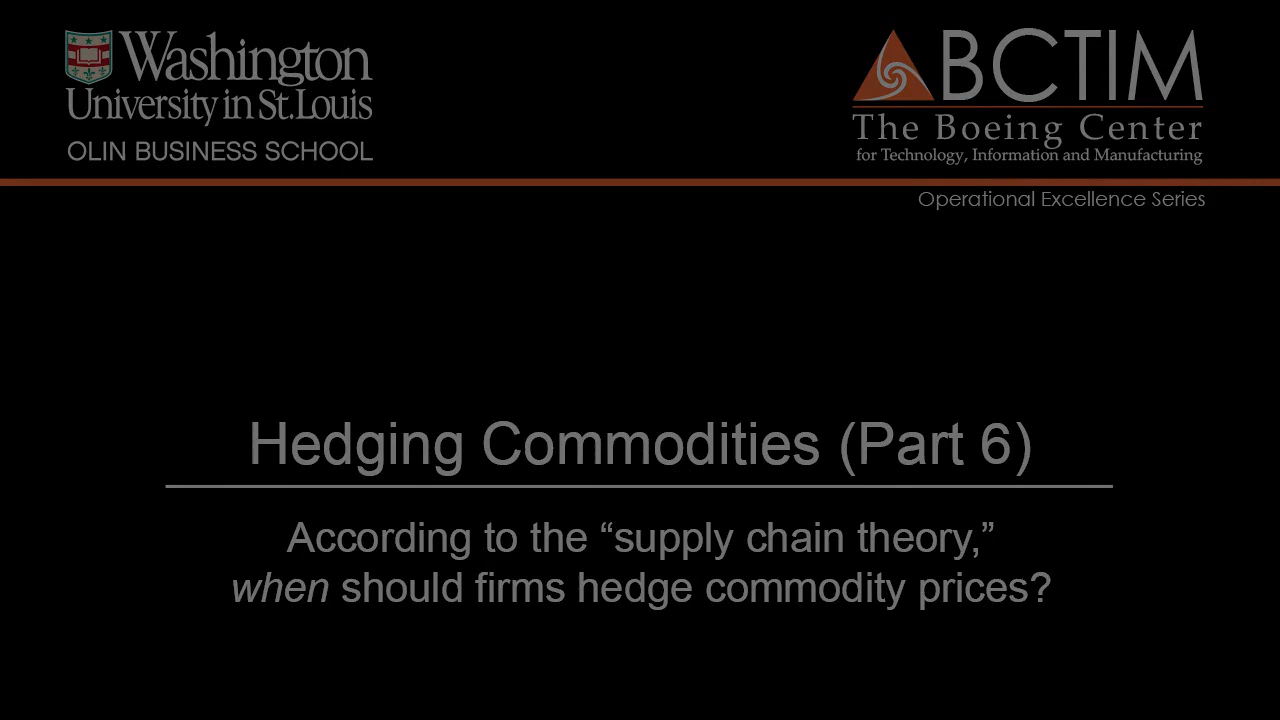 Washington
University in St. Louis
OLIN BUSINESS SCHOOL
BCTIM
The Boeing Center
for Technology, Information and Manufacturing
Operational Excellence Series
Hedging Commodities (Part 6)
According to the “supply chain theory,”
when should firms hedge commodity prices?